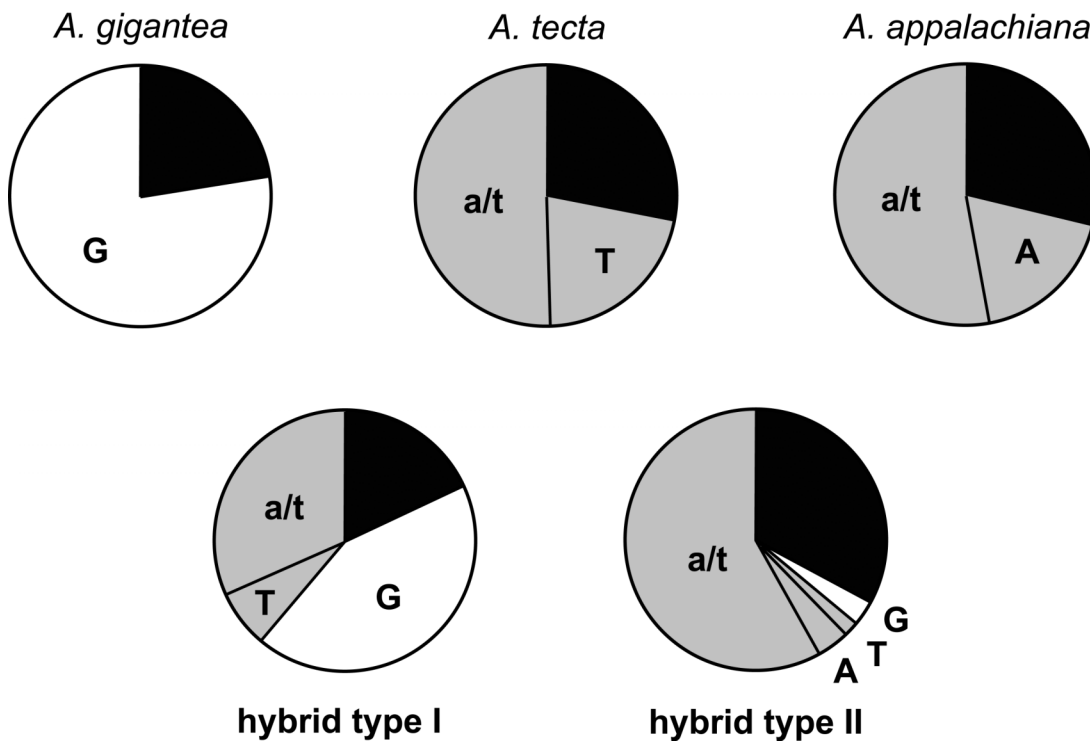 A. gigantea
A. tecta
A. appalachiana
G
a/t
T
a/t
A
a/t
T
G
a/t
G
T
A
hybrid type I
hybrid type II